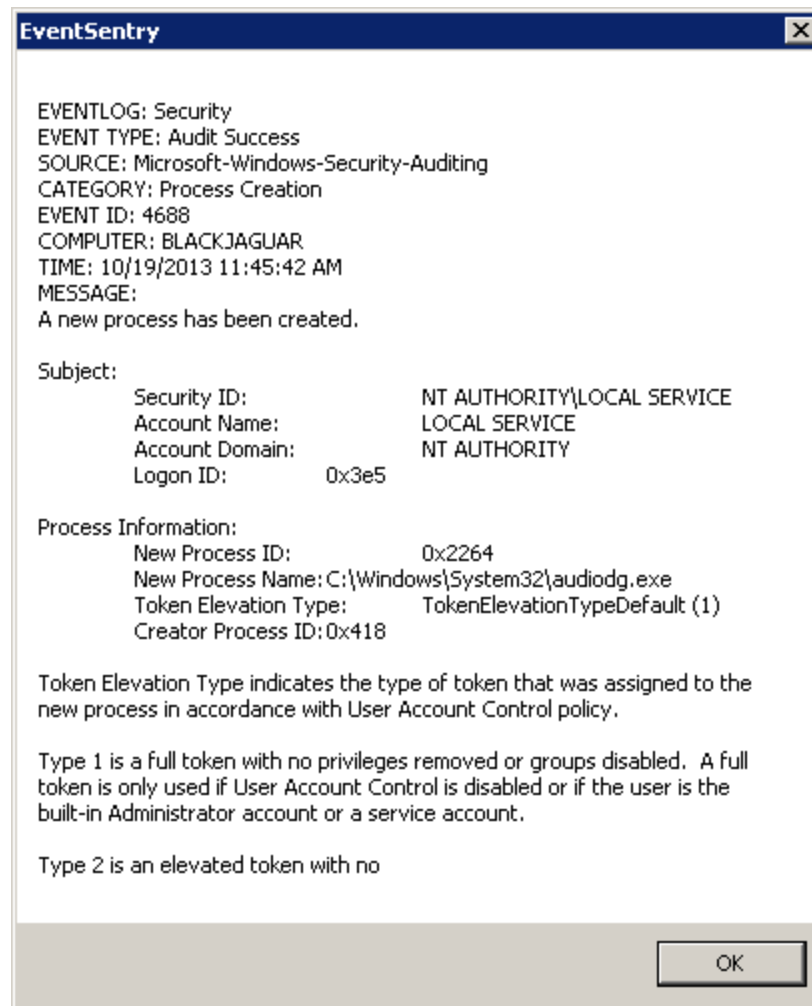 EventSentry
EVENTLOG: Security
EVENT TYPE: Audit Success
SOURCE: Microsoft-Windows-Security-Auditing
CATEGORY: Process Creation
EVENT ID: 4688
COMPUTER: BLACKJAGUAR
TIME: 10/19/2013 11:45:42 AM
MESSAGE:
A new process has been created.
Subject:
Security ID: NT AUTHORITY\LOCAL SERVICE
Account Name: LOCAL SERVICE
Account Domain: NT AUTHORITY
Logon ID: 0x3e5
Process Information:
New Process ID: 0x2264
New Process Name: C:\Windows\System32\audiodg.exe
Token Elevation Type: TokenElevationTypeDefault (1)
Creator Process ID: 0x418
Token Elevation Type indicates the type of token that was assigned to the
new process in accordance with User Account Control policy.
Type 1 is a full token with no privileges removed or groups disabled.  A full
token is only used if User Account Control is disabled or if the user is the
built-in Administrator account or a service account.
Type 2 is an elevated token with no
OK